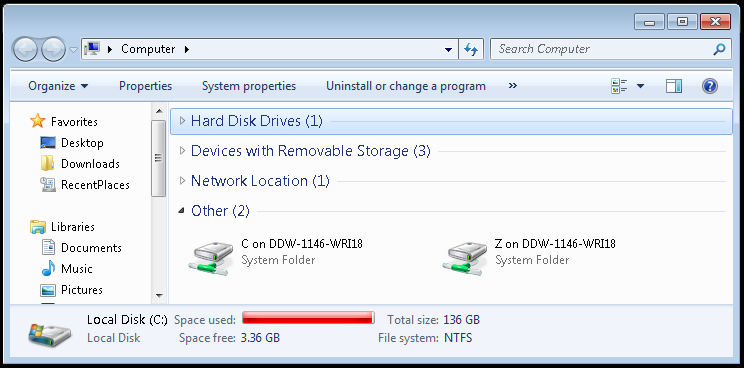 Computer
Search Computer
Organize Properties System properties Uninstall or change a program »
Favorites
Desktop
Downloads
RecentPlaces
Libraries
Documents
Music
Pictures
Hard Disk Drives (1)
Devices with Removable Storage (3)
Network Location (1)
Other (2)
C on DDW-1146-WRI18
System Folder
Z on DDW-1146-WRI18
System Folder
Local Disk (C:) Space used: Total size: 136 GB
Local Disk Space free: 3.36 GB File system: NTFS